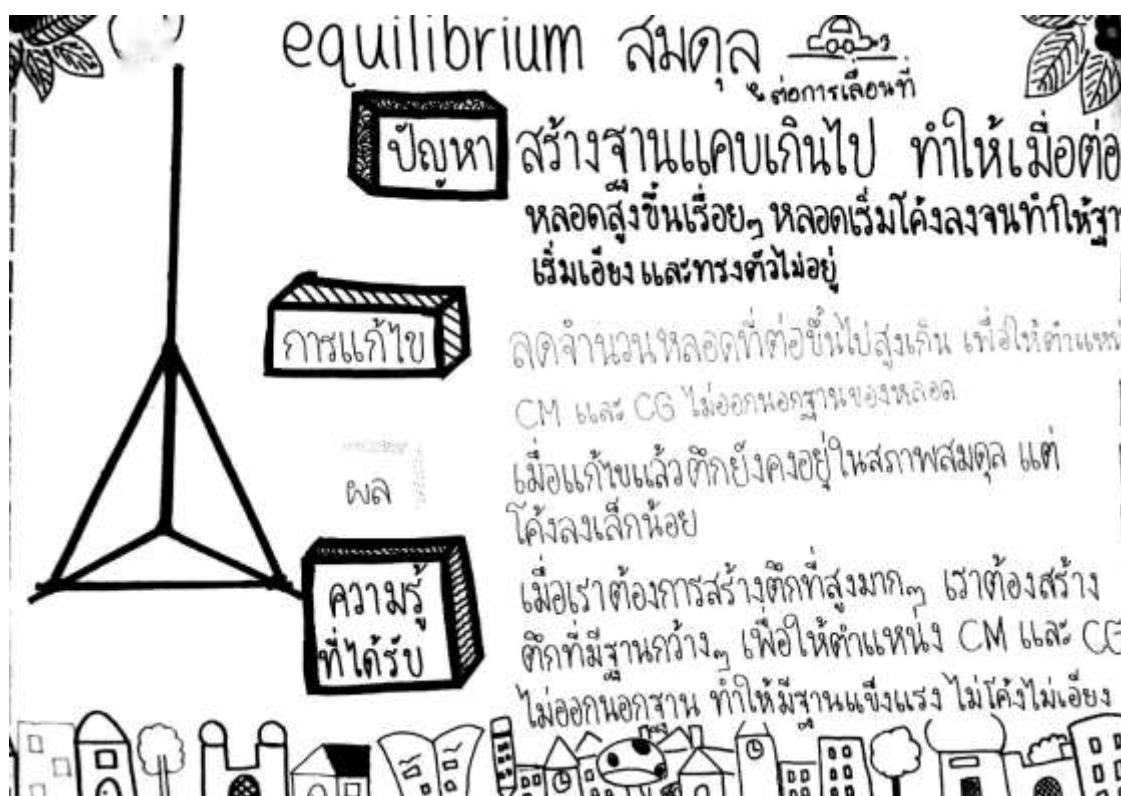 equilibrium สมดุล
ต่อการเลื่อนที่
ปัญหา
สร้างฐานแคบเกินไป ทำให้เมื่อต่อ
หลอดสูงขึ้นเรื่อยๆ หลอดเริ่มโค้งลงจนทำให้ฐา
เริ่มเอียง และทรงตัวไม่อยู่
การแก้ไข
ลดจำนวนหลอดที่ต่อขึ้นไปสูงเกิน เพื่อให้ตำแหน
CM และ CG ไม่ออกนอกฐานของหลอด
ผล
เมื่อแก้ไขแล้วตึกยังคงอยู่ในสภาพสมดุล แต่
โค้งลงเล็กน้อย
ความรู้
ที่ได้รับ
เมื่อเราต้องการสร้างตึกที่สูงมากๆ เราต้องสร้าง
ตึกที่มีฐานกว้างๆ เพื่อให้ตำแหน่ง CM และ CG
ไม่ออกนอกฐาน ทำให้มีฐานแข็งแรง ไม่โค้งไม่เอียง